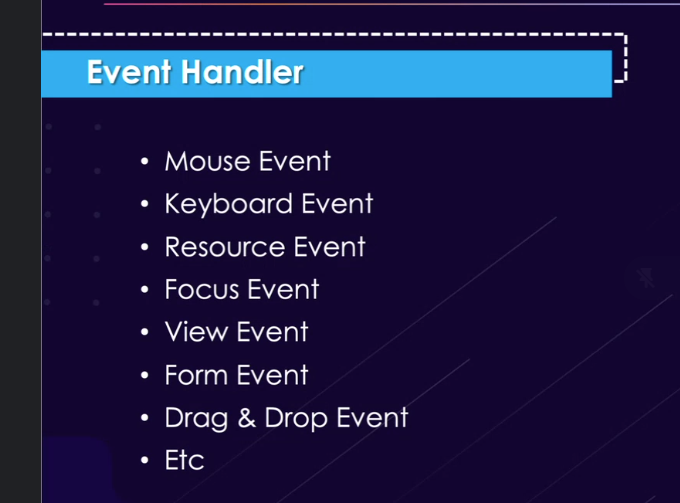 Event Handler
• Mouse Event
• Keyboard Event
• Resource Event
• Focus Event
• View Event
• Form Event
• Drag & Drop Event
• Etc